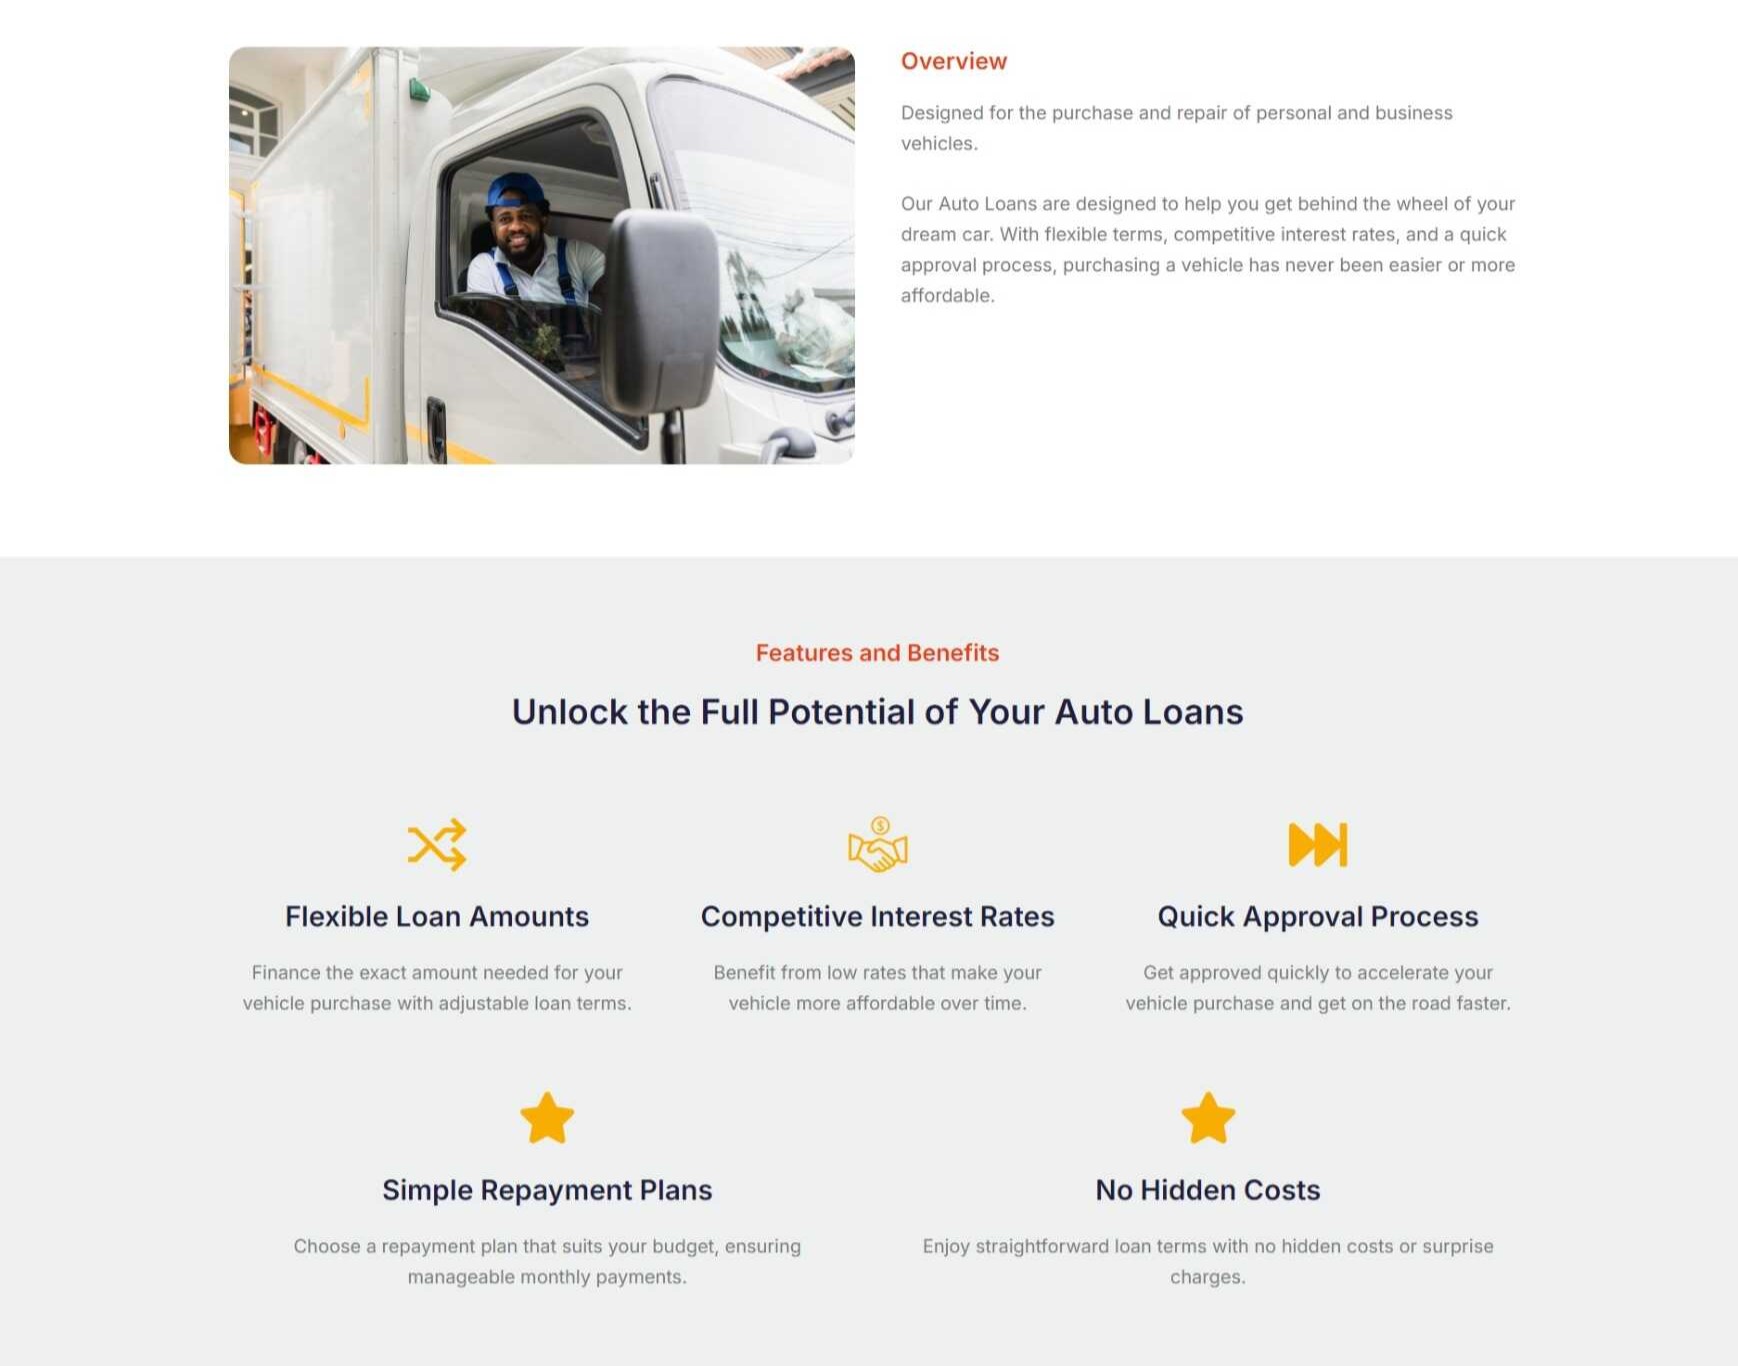 Overview
Designed for the purchase and repair of personal and business
vehicles.
Our Auto Loans are designed to help you get behind the wheel of your
dream car. With flexible terms, competitive interest rates, and a quick
approval process, purchasing a vehicle has never been easier or more
affordable.
Features and Benefits
Unlock the Full Potential of Your Auto Loans
$
Flexible Loan Amounts
Finance the exact amount needed for your
vehicle purchase with adjustable loan terms.
Competitive Interest Rates
Benefit from low rates that make your
vehicle more affordable over time.
Quick Approval Process
Get approved quickly to accelerate your
vehicle purchase and get on the road faster.
Simple Repayment Plans
Choose a repayment plan that suits your budget, ensuring
manageable monthly payments.
No Hidden Costs
Enjoy straightforward loan terms with no hidden costs or surprise
charges.